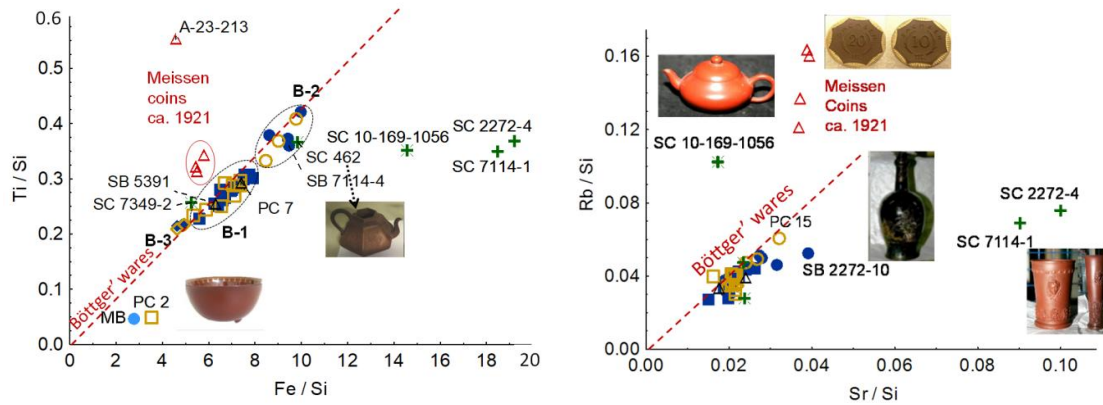 0.6
0.5
0.4
0.3
0.2
0.1
0.0
Ti / Si
A-23-213
Meissen
coins
ca. 1921
B-2
SC 2272-4
SC 10-169-1056
SC 462
SC 7114-1
SB 7114-4
SB 5391
SC 7349-2
PC 7
B-3
B-1
Böttger' wares
PC 2
MB
0 2 4 6 8 10 12 14 16 18 20
Fe / Si
0.16
0.12
0.08
0.04
0.00
Rb / Si
20
10
Meissen
Coins
ca. 1921
SC 10-169-1056
SC 2272-4
Böttger' wares
PC 15
SC 7114-1
SB 2272-10
0.00 0.02 0.04 0.06 0.08 0.10
Sr / Si